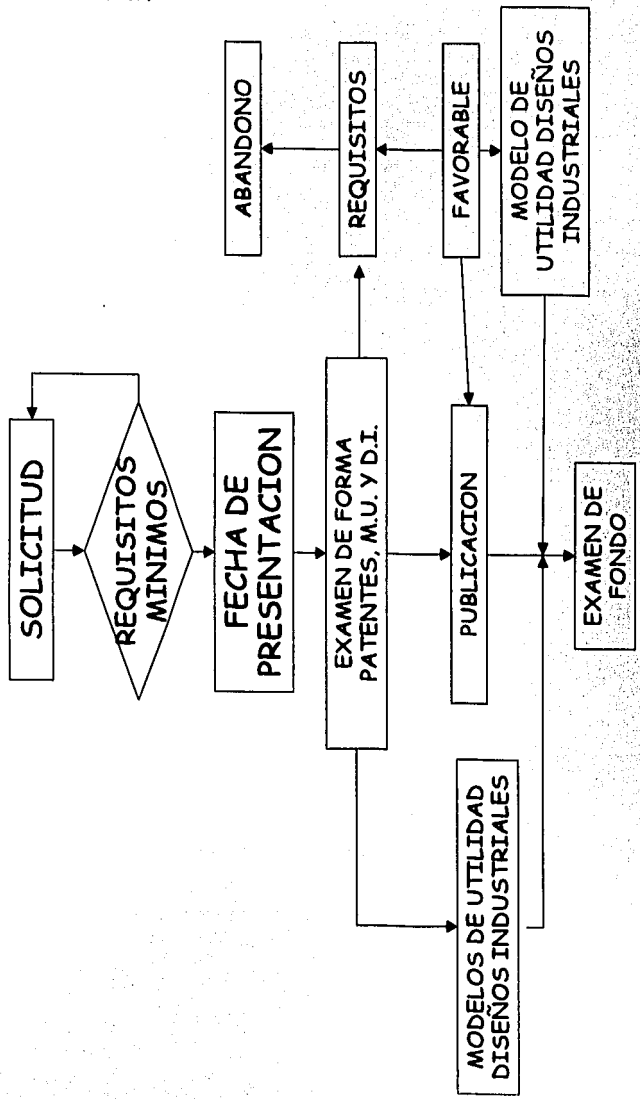 SOLICITUD
REQUISITOS
MINIMOS
FECHA DE
PRESENTACION
EXAMEN DE FORMA
PATENTES, M.U. Y D.I.
REQUISITOS
ABANDONO
FAVORABLE
MODELO DE
UTILIDAD DISEÑOS
INDUSTRIALES
PUBLICACION
MODELOS DE UTILIDAD
DISEÑOS INDUSTRIALES
EXAMEN DE
FONDO